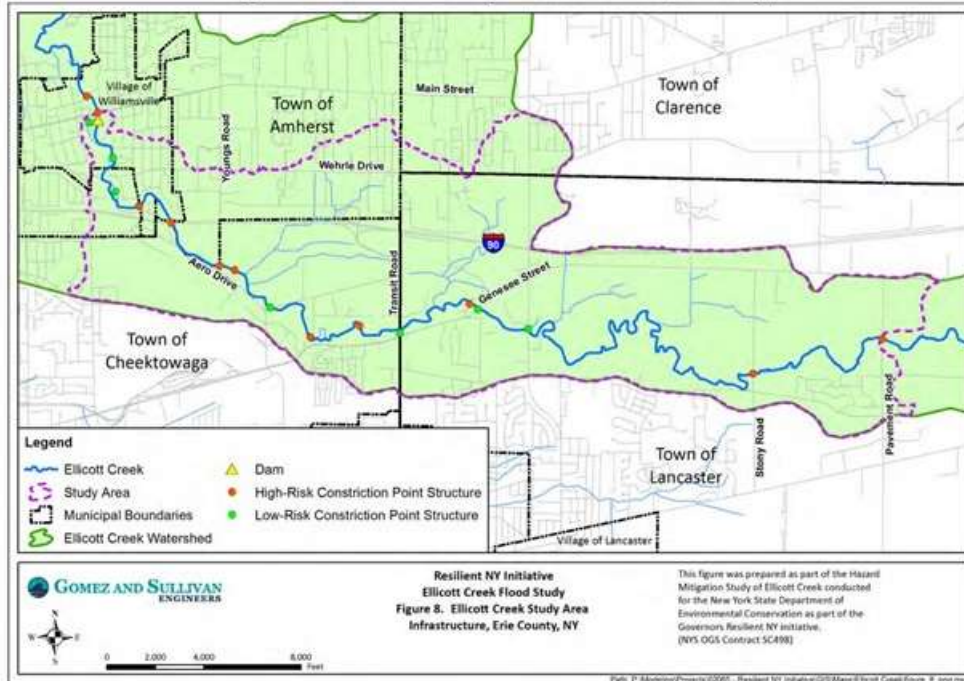 Village of
Williamsville
Town of
Amherst
Main Street
Town of
Clarence
Youngs Road
Wehrle Drive
Aero Drive
Transit Road
90
Genesee Street
Town of
Cheektowaga
Stony Road
Pavement Road
Town of
Lancaster
Village of Lancaster
Legend
Ellicott Creek
Study Area
Municipal Boundaries
Ellicott Creek Watershed
Dam
High-Risk Constriction Point Structure
Low-Risk Constriction Point Structure
GOMEZ AND SULLIVAN
ENGINEERS
N
W E
S
0 2,000 4,000 8,000
Feet
Resilient NY Initiative
Ellicott Creek Flood Study
Figure 8. Ellicott Creek Study Area
Infrastructure, Erie County, NY
This figure was prepared as part of the Hazard
Mitigation Study of Ellicott Creek conducted
for the New York State Department of
Environmental Conservation as part of the
Governors Resilient NY initiative.
(NYS OGS Contract SC498)